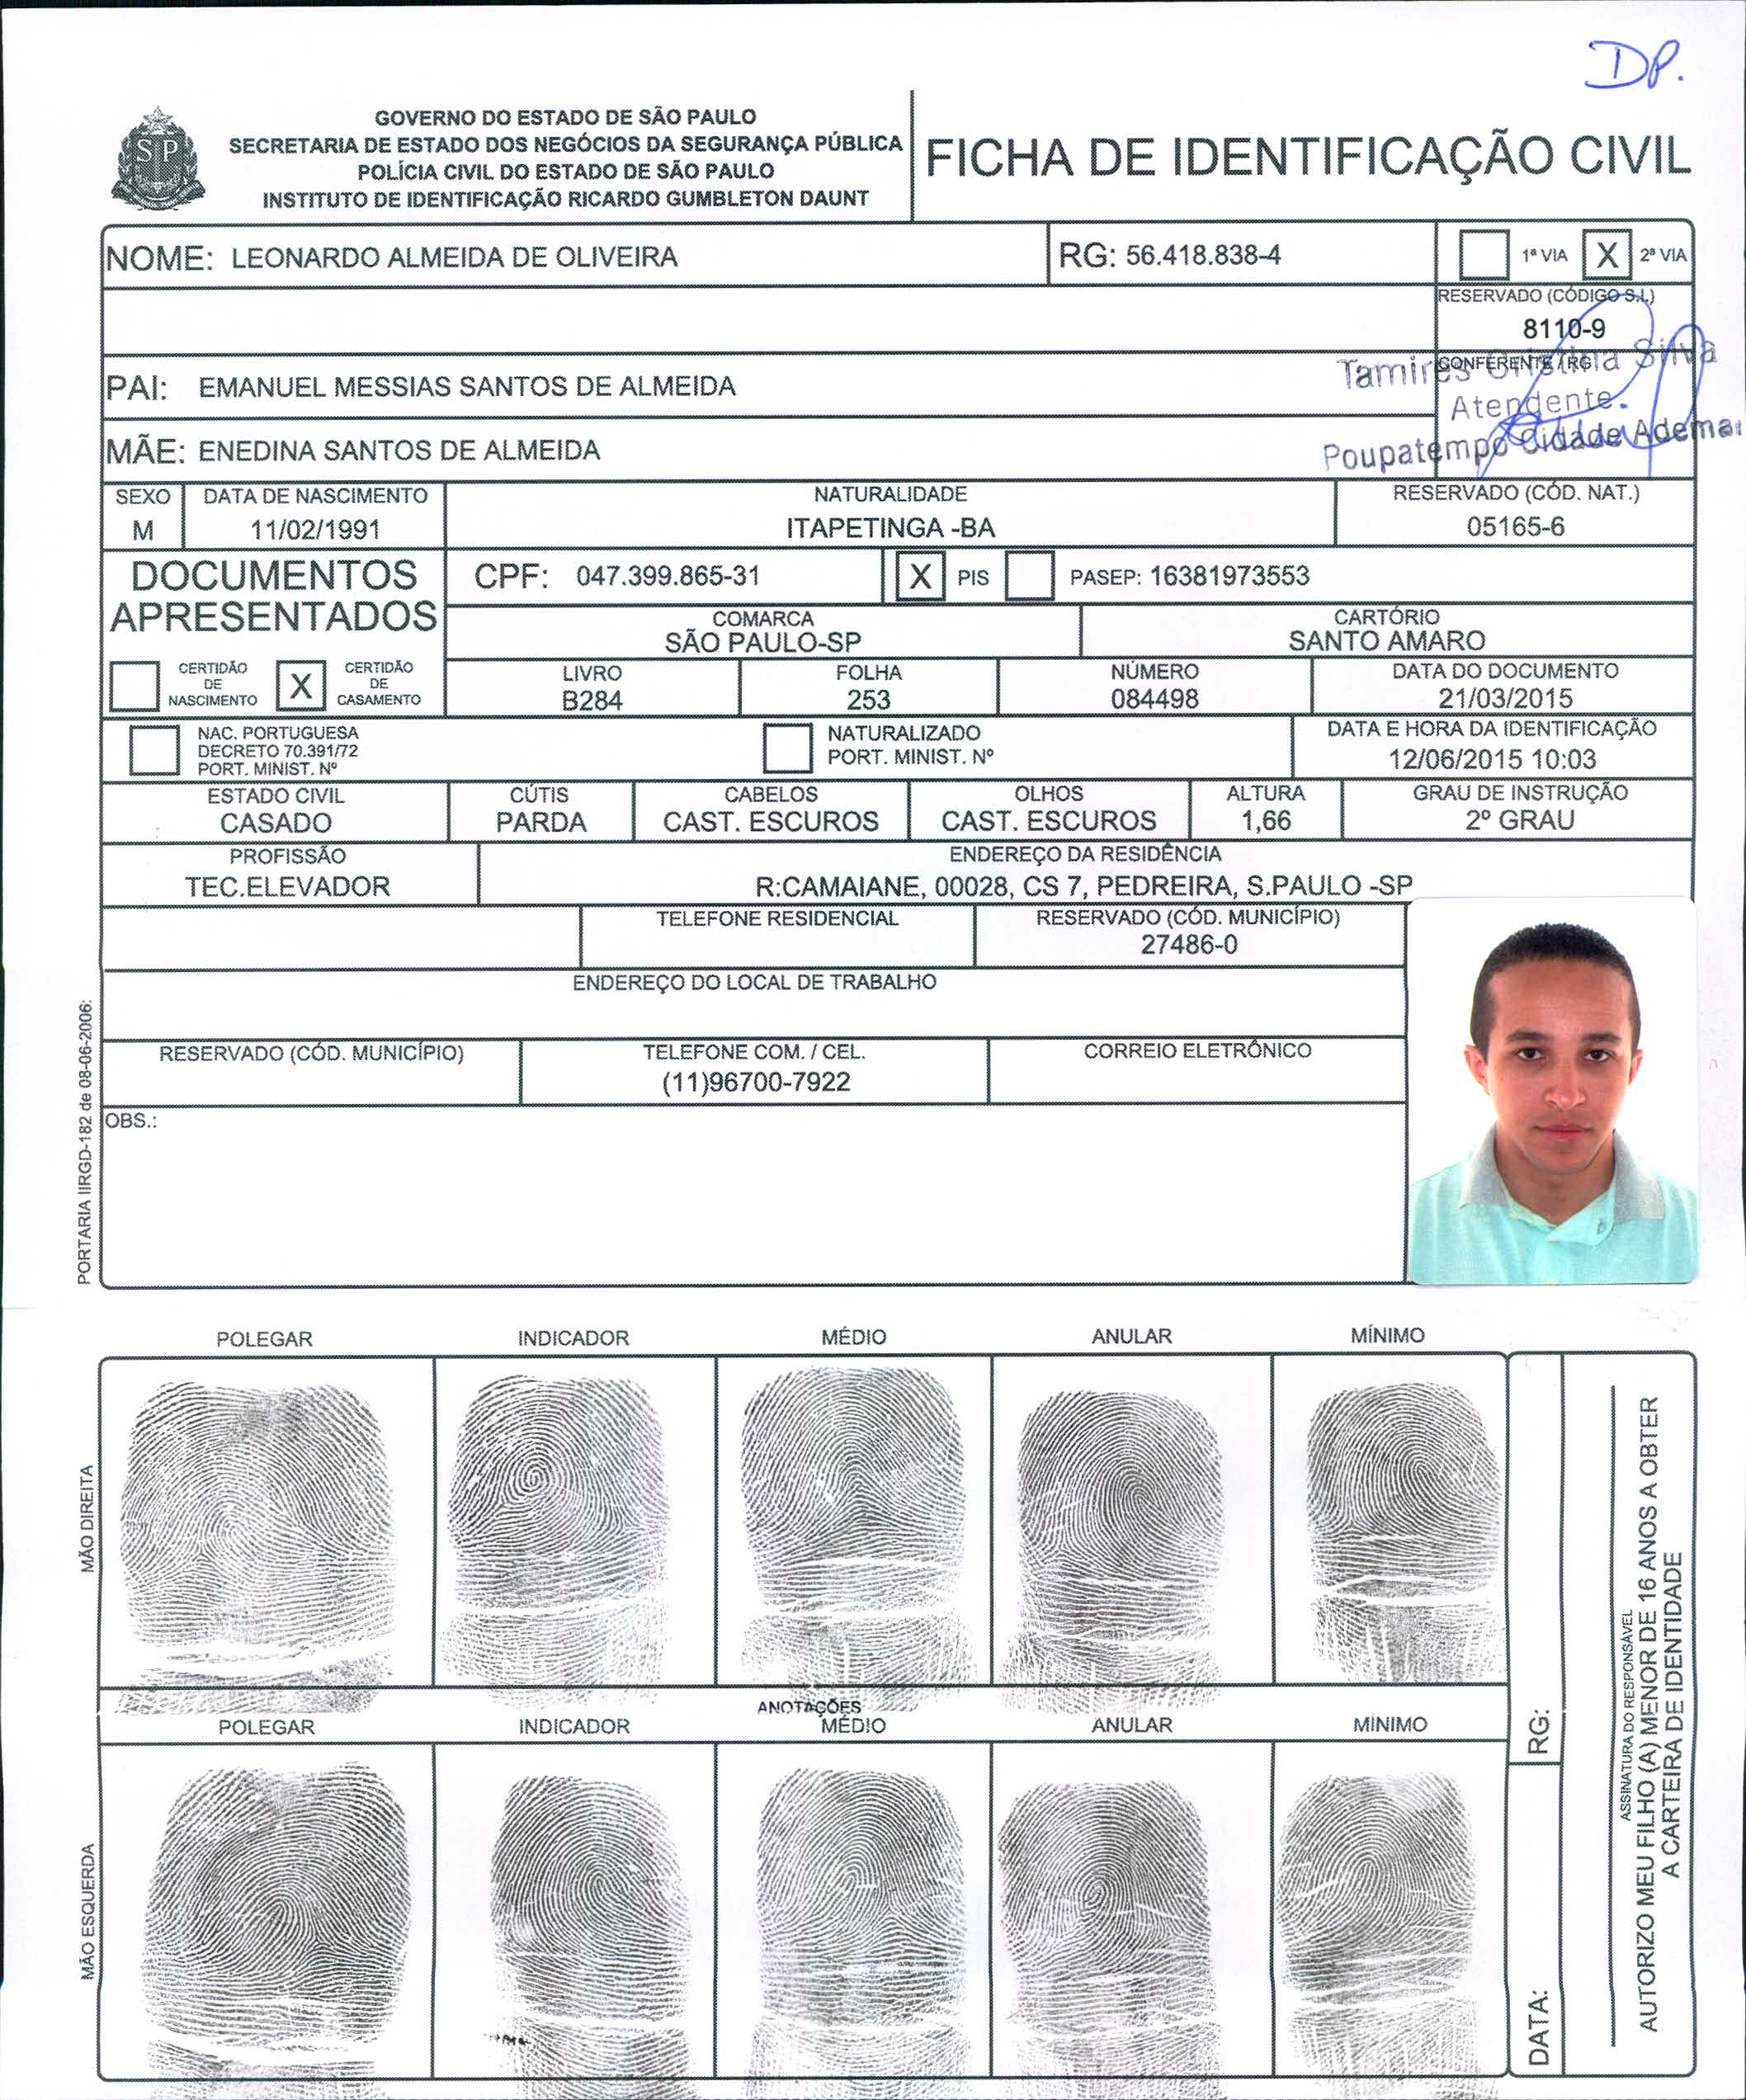 DP.
GOVERNO DO ESTADO DE SÃO PAULO
SECRETARIA DE ESTADO DOS NEGÓCIOS DA SEGURANÇA PÚBLICA
POLÍCIA CIVIL DO ESTADO DE SÃO PAULO
INSTITUTO DE IDENTIFICAÇÃO RICARDO GUMBLETON DAUNT
SP
FICHA DE IDENTIFICAÇÃO CIVIL
NOME: LEONARDO ALMEIDA DE OLIVEIRA
RG: 56.418.838-4
1ª VIA X 2ª VIA
RESERVADO (CÓDIGO S.I.)
8110-9
PAI: EMANUEL MESSIAS SANTOS DE ALMEIDA
CONFERENTE / RG
Tamires Cristina Silva
Atendente
Poupatempo Cidade Ademar
MÃE: ENEDINA SANTOS DE ALMEIDA
SEXO
M
DATA DE NASCIMENTO
11/02/1991
NATURALIDADE
ITAPETINGA -BA
RESERVADO (CÓD. NAT.)
05165-6
DOCUMENTOS
APRESENTADOS
CPF: 047.399.865-31
X PIS PASEP: 16381973553
COMARCA
SÃO PAULO-SP
CARTÓRIO
SANTO AMARO
CERTIDÃO
DE
NASCIMENTO
X
CERTIDÃO
DE
CASAMENTO
LIVRO
B284
FOLHA
253
NÚMERO
084498
DATA DO DOCUMENTO
21/03/2015
NAC. PORTUGUESA
DECRETO 70.391/72
PORT. MINIST. Nº
NATURALIZADO
PORT. MINIST. Nº
DATA E HORA DA IDENTIFICAÇÃO
12/06/2015 10:03
ESTADO CIVIL
CASADO
CÚTIS
PARDA
CABELOS
CAST. ESCUROS
OLHOS
CAST. ESCUROS
ALTURA
1,66
GRAU DE INSTRUÇÃO
2º GRAU
PROFISSÃO
TEC.ELEVADOR
ENDEREÇO DA RESIDÊNCIA
R:CAMAIANE, 00028, CS 7, PEDREIRA, S.PAULO -SP
TELEFONE RESIDENCIAL
RESERVADO (CÓD. MUNICÍPIO)
27486-0
ENDEREÇO DO LOCAL DE TRABALHO
RESERVADO (CÓD. MUNICÍPIO)
TELEFONE COM. / CEL.
(11)96700-7922
CORREIO ELETRÔNICO
OBS.:
PORTARIA IIRGD-182 de 08-06-2006:
POLEGAR INDICADOR MÉDIO ANULAR MÍNIMO
MÃO DIREITA
ANOTAÇÕES
POLEGAR INDICADOR MÉDIO ANULAR MÍNIMO
MÃO ESQUERDA
RG:
DATA:
ASSINATURA DO RESPONSÁVEL
AUTORIZO MEU FILHO (A) MENOR DE 16 ANOS A OBTER
A CARTEIRA DE IDENTIDADE